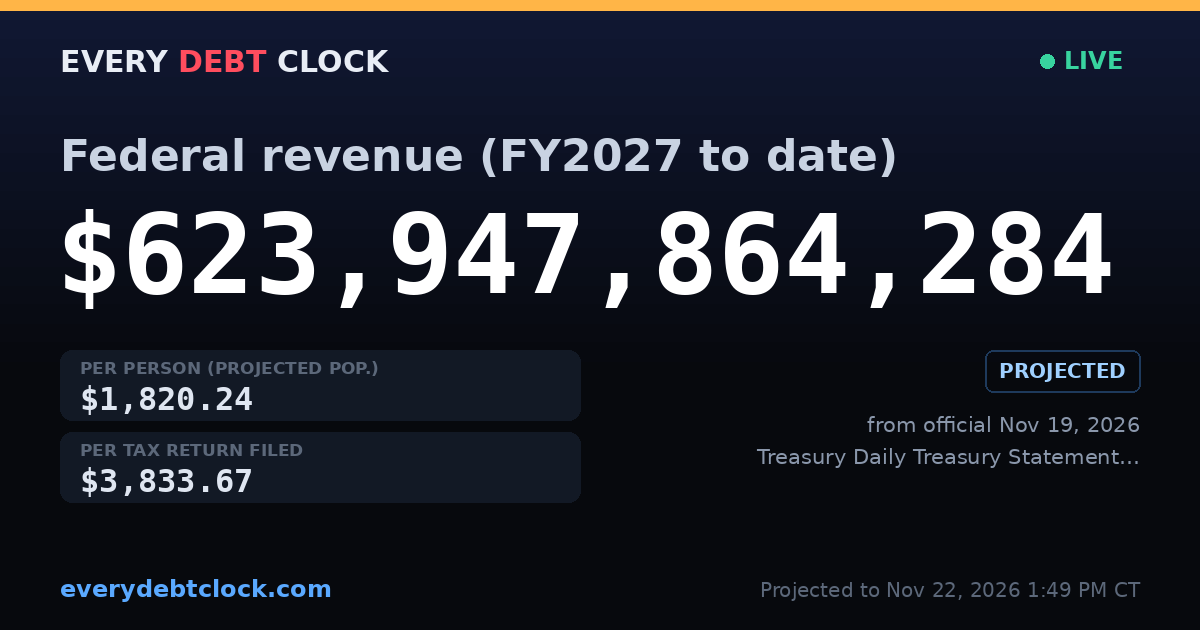 EVERY DEBT CLOCK
LIVE
Federal revenue (FY2027 to date)
$623,947,864,284
PER PERSON (PROJECTED POP.)
$1,820.24
PER TAX RETURN FILED
$3,833.67
PROJECTED
from official Nov 19, 2026
Treasury Daily Treasury Statement…
everydebtclock.com
Projected to Nov 22, 2026 1:49 PM CT